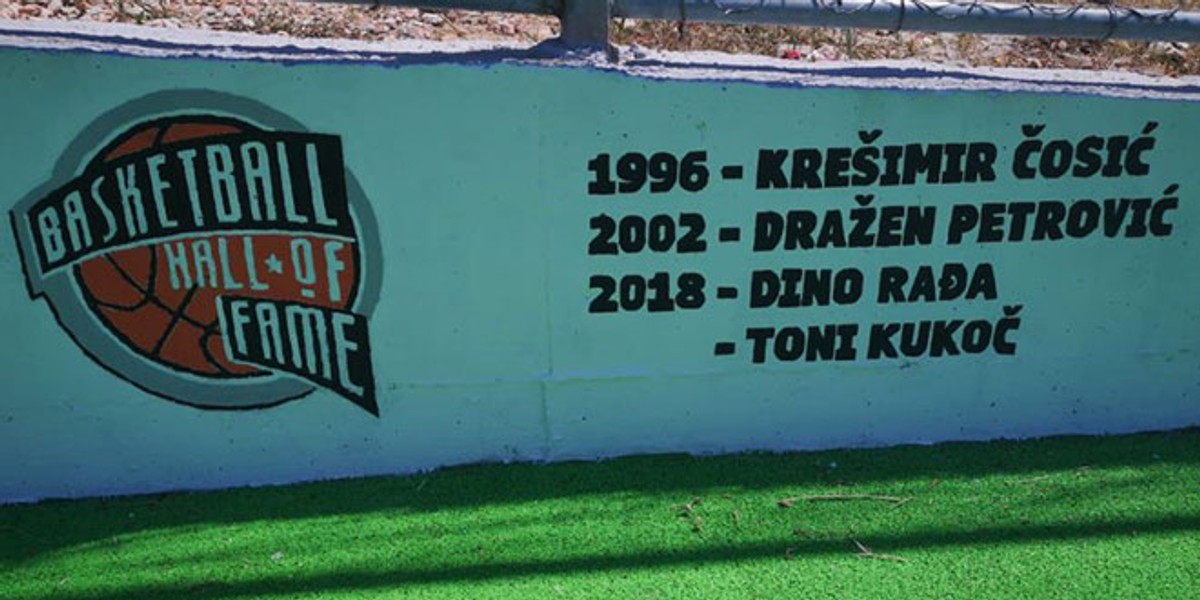 BASKETBALL
HALL★OF
FAME
1996 - KREŠIMIR ČOSIĆ
2002 - DRAŽEN PETROVIĆ
2018 - DINO RAĐA
- TONI KUKOČ